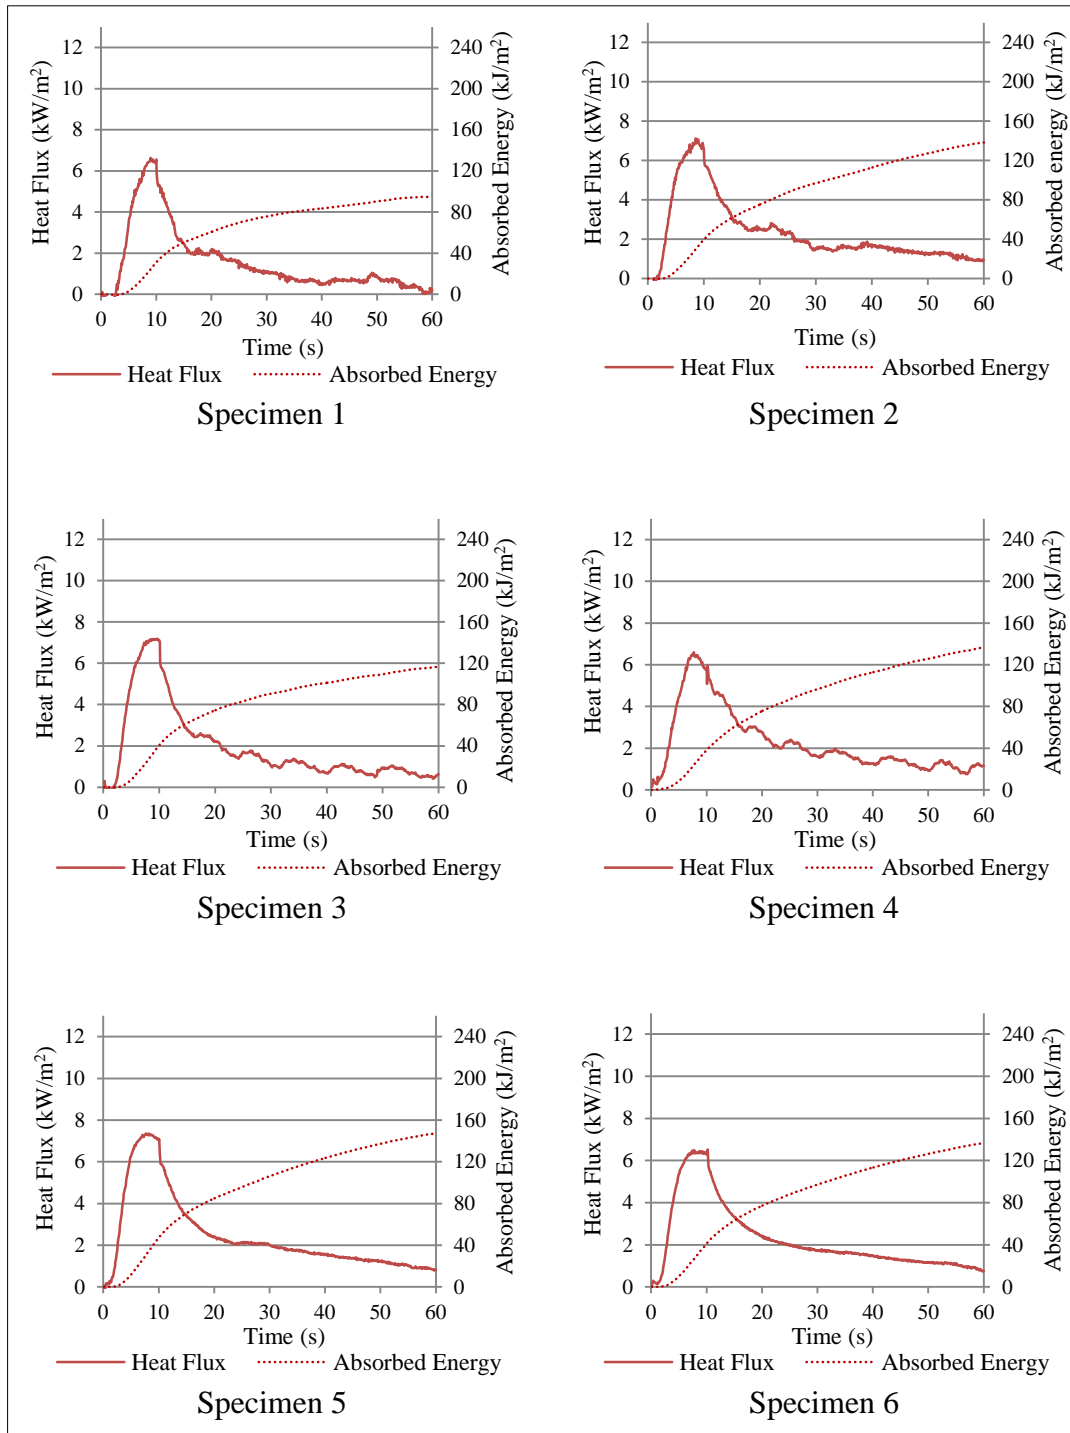 Heat Flux (kW/m²)
12
10
8
6
4
2
0
240
200
160
120
80
40
0
Absorbed Energy (kJ/m²)
0 10 20 30 40 50 60
Time (s)
Heat Flux Absorbed Energy
Specimen 1
Heat Flux (kW/m²)
12
10
8
6
4
2
0
240
200
160
120
80
40
0
Absorbed energy (kJ/m²)
0 10 20 30 40 50 60
Time (s)
Heat Flux Absorbed Energy
Specimen 2
Heat Flux (kW/m²)
12
10
8
6
4
2
0
240
200
160
120
80
40
0
Absorbed Energy (kJ/m²)
0 10 20 30 40 50 60
Time (s)
Heat Flux Absorbed Energy
Specimen 3
Heat Flux (kW/m²)
12
10
8
6
4
2
0
240
200
160
120
80
40
0
Absorbed Energy (kJ/m²)
0 10 20 30 40 50 60
Time (s)
Heat Flux Absorbed Energy
Specimen 4
Heat Flux (kW/m²)
12
10
8
6
4
2
0
240
200
160
120
80
40
0
Absorbed Energy (kJ/m²)
0 10 20 30 40 50 60
Time (s)
Heat Flux Absorbed Energy
Specimen 5
Heat Flux (kW/m²)
12
10
8
6
4
2
0
240
200
160
120
80
40
0
Absorbed Energy (kJ/m²)
0 10 20 30 40 50 60
Time (s)
Heat Flux Absorbed Energy
Specimen 6